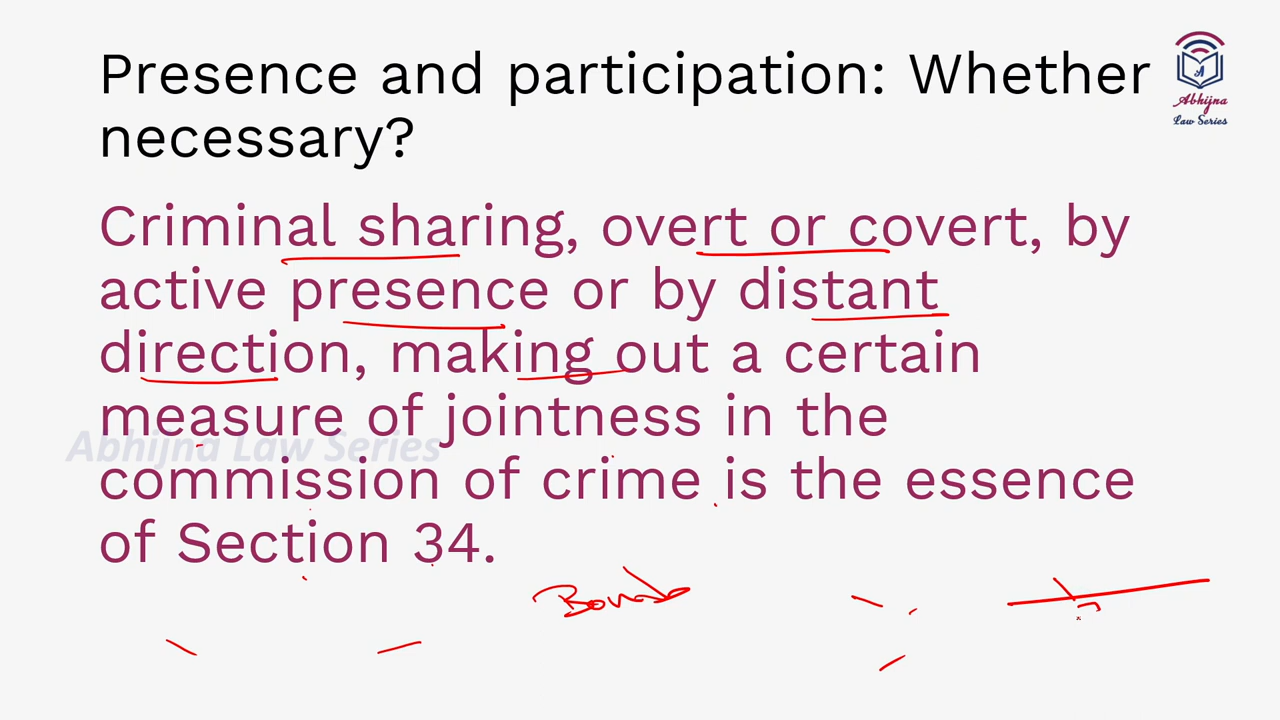 Presence and participation: Whether
necessary?
Abhijna
Law Series
Criminal sharing, overt or covert, by
active presence or by distant
direction, making out a certain
measure of jointness in the
Abhijna Law Series
commission of crime is the essence
of Section 34.